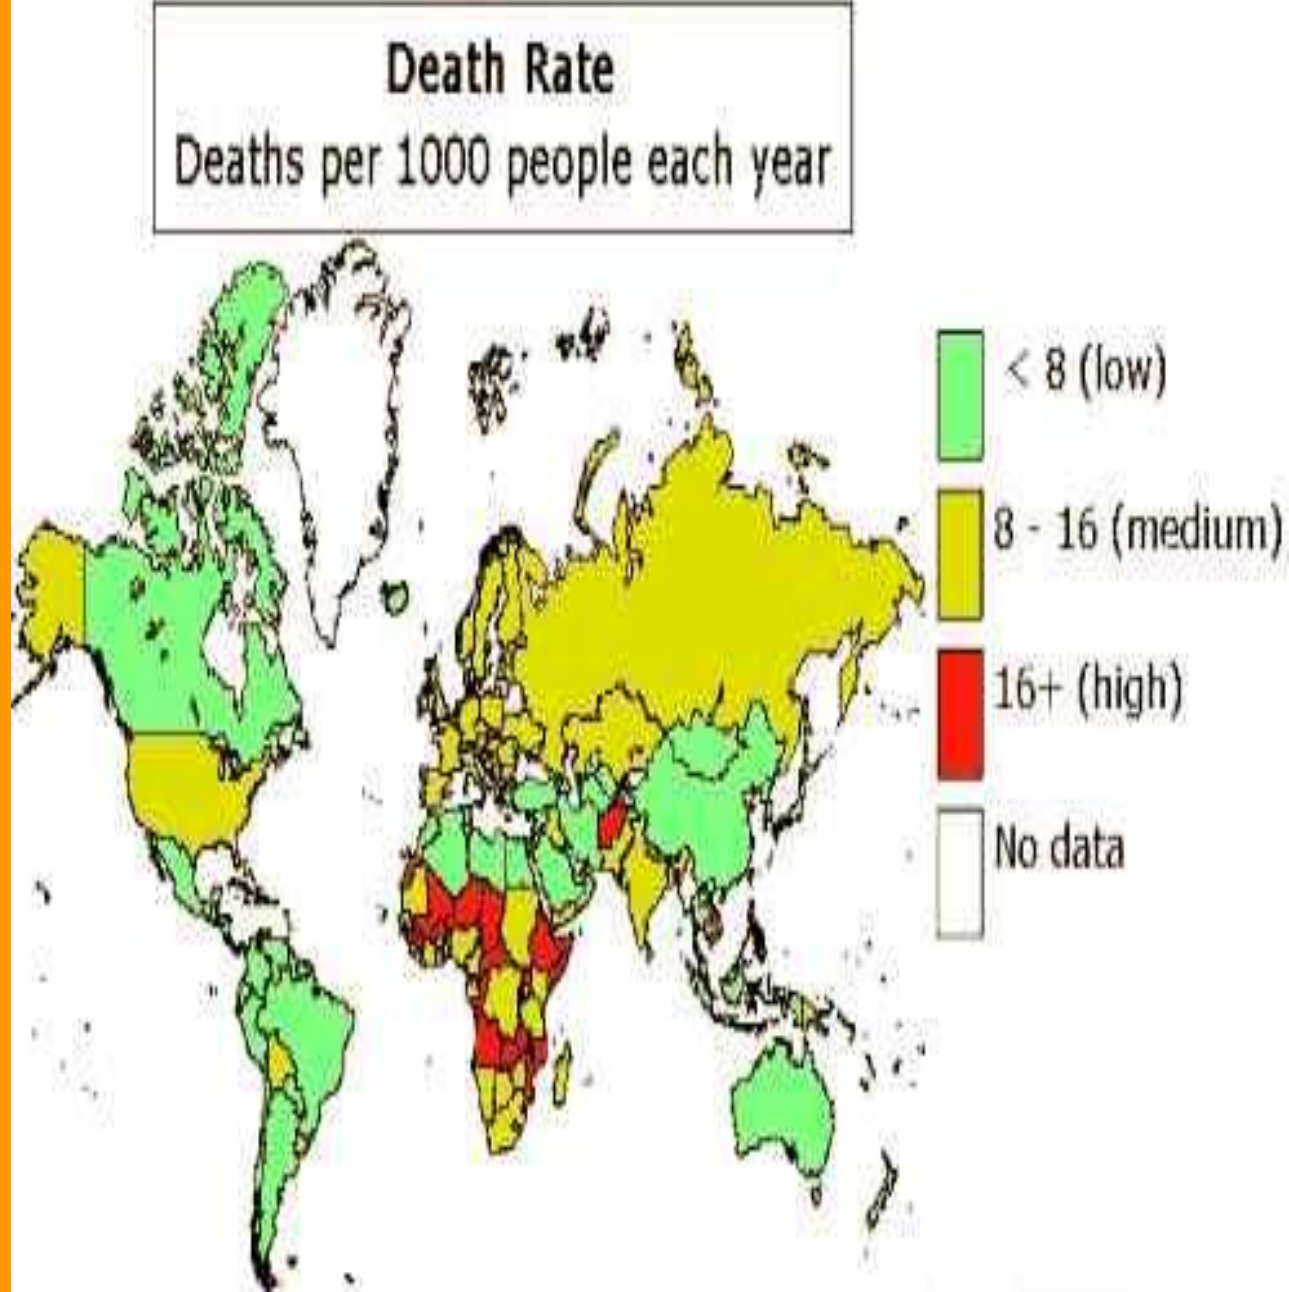 Death Rate
Deaths per 1000 people each year
< 8 (low)
8 - 16 (medium)
16+ (high)
No data